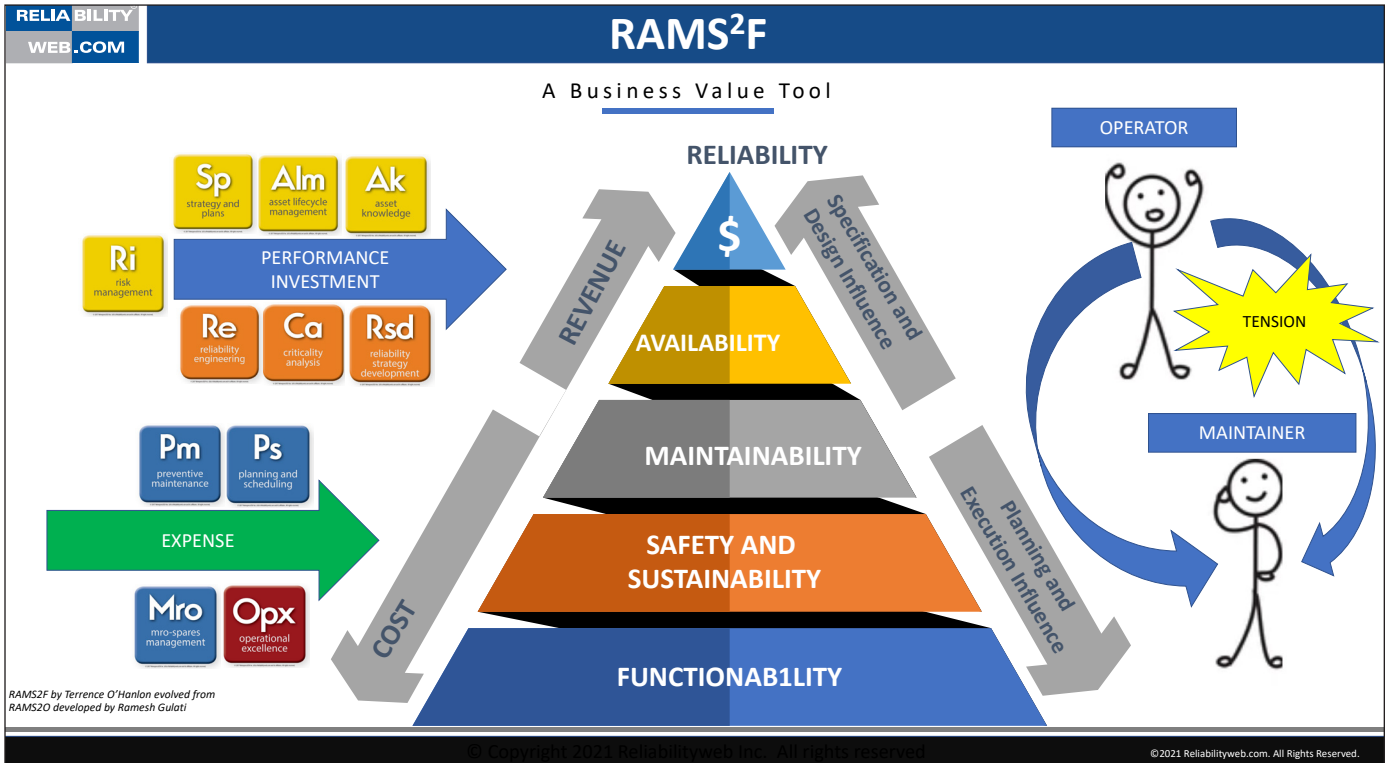 RELIABILITY
WEB.COM
RAMS²F
A Business Value Tool
OPERATOR
RELIABILITY
$
REVENUE
Specification and
Design Influence
Sp
strategy and
plans
Alm
asset lifecycle
management
Ak
asset
knowledge
Ri
risk
management
PERFORMANCE
INVESTMENT
Re
reliability
engineering
Ca
criticality
analysis
Rsd
reliability
strategy
development
TENSION
AVAILABILITY
MAINTAINER
MAINTAINABILITY
Pm
preventive
maintenance
Ps
planning and
scheduling
EXPENSE
Mro
mro-spares
management
Opx
operational
excellence
COST
Planning and
Execution Influence
SAFETY AND
SUSTAINABILITY
FUNCTIONAB1LITY
RAMS2F by Terrence O'Hanlon evolved from
RAMS2O developed by Ramesh Gulati
© Copyright 2021 Reliabilityweb Inc. All rights reserved
©2021 Reliabilityweb.com. All Rights Reserved.